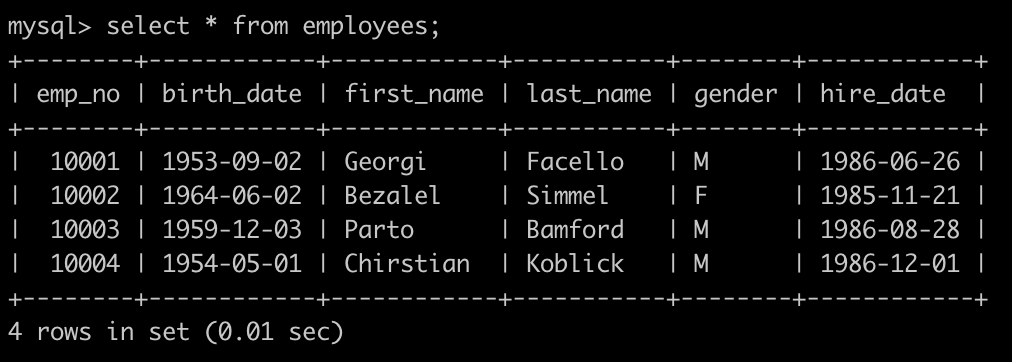 mysql> select * from employees;
+--------+------------+------------+-----------+--------+------------+
| emp_no | birth_date | first_name | last_name | gender | hire_date  |
+--------+------------+------------+-----------+--------+------------+
|  10001 | 1953-09-02 | Georgi     | Facello   | M      | 1986-06-26 |
|  10002 | 1964-06-02 | Bezalel    | Simmel    | F      | 1985-11-21 |
|  10003 | 1959-12-03 | Parto      | Bamford   | M      | 1986-08-28 |
|  10004 | 1954-05-01 | Chirstian  | Koblick   | M      | 1986-12-01 |
+--------+------------+------------+-----------+--------+------------+
4 rows in set (0.01 sec)